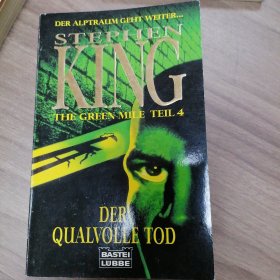 DER ALPTRAUM GEHT WEITER...
STEPHEN
KING
THE GREEN MILE TEIL 4
DER
QUALVOLLE TOD
BASTEI
LÜBBE